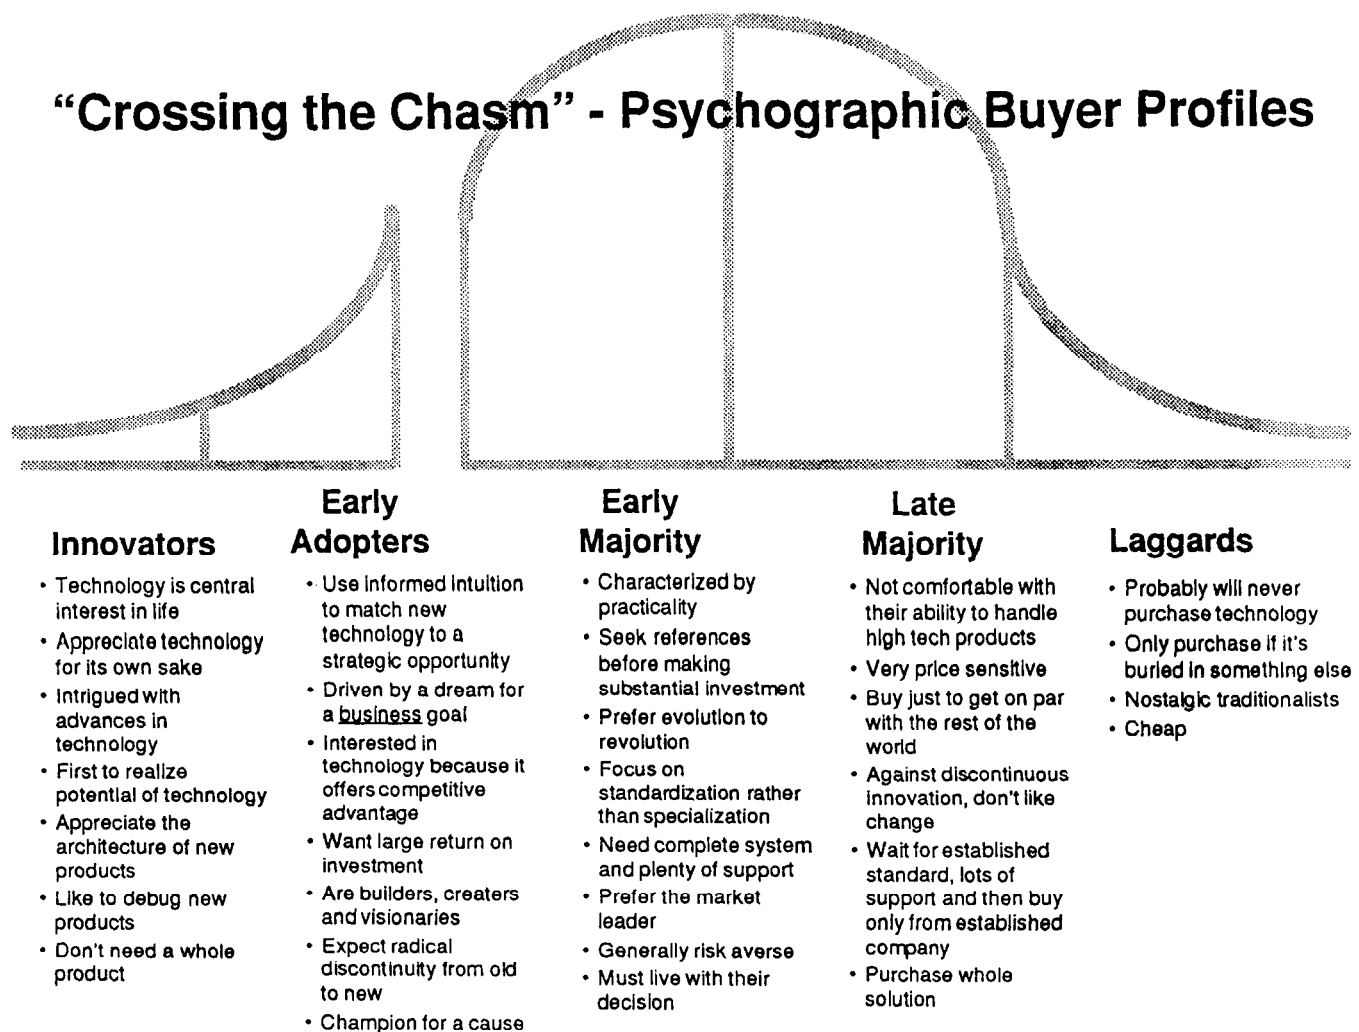 “Crossing the Chasm” - Psychographic Buyer Profiles
Innovators
• Technology is central
interest in life
• Appreciate technology
for its own sake
• Intrigued with
advances in
technology
• First to realize
potential of technology
• Appreciate the
architecture of new
products
• Like to debug new
products
• Don't need a whole
product
Early
Adopters
• Use informed intuition
to match new
technology to a
strategic opportunity
• Driven by a dream for
a business goal
• Interested in
technology because it
offers competitive
advantage
• Want large return on
investment
• Are builders, creaters
and visionaries
• Expect radical
discontinuity from old
to new
• Champion for a cause
Early
Majority
• Characterized by
practicality
• Seek references
before making
substantial investment
• Prefer evolution to
revolution
• Focus on
standardization rather
than specialization
• Need complete system
and plenty of support
• Prefer the market
leader
• Generally risk averse
• Must live with their
decision
Late
Majority
• Not comfortable with
their ability to handle
high tech products
• Very price sensitive
• Buy just to get on par
with the rest of the
world
• Against discontinuous
innovation, don't like
change
• Wait for established
standard, lots of
support and then buy
only from established
company
• Purchase whole
solution
Laggards
• Probably will never
purchase technology
• Only purchase if it's
buried in something else
• Nostalgic traditionalists
• Cheap